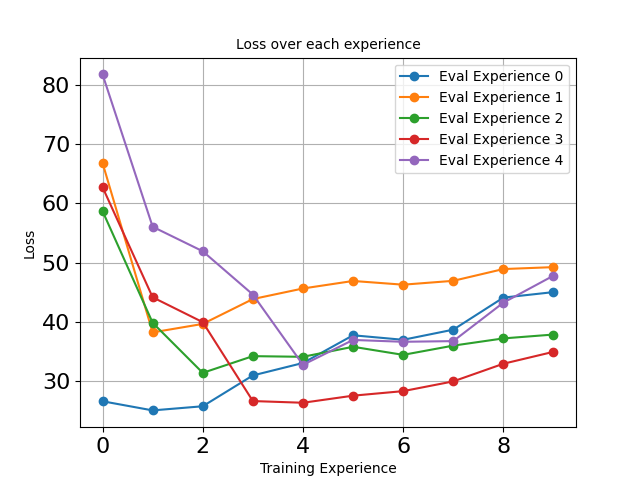 Loss over each experience
Loss
80
70
60
50
40
30
Eval Experience 0
Eval Experience 1
Eval Experience 2
Eval Experience 3
Eval Experience 4
0 2 4 6 8
Training Experience